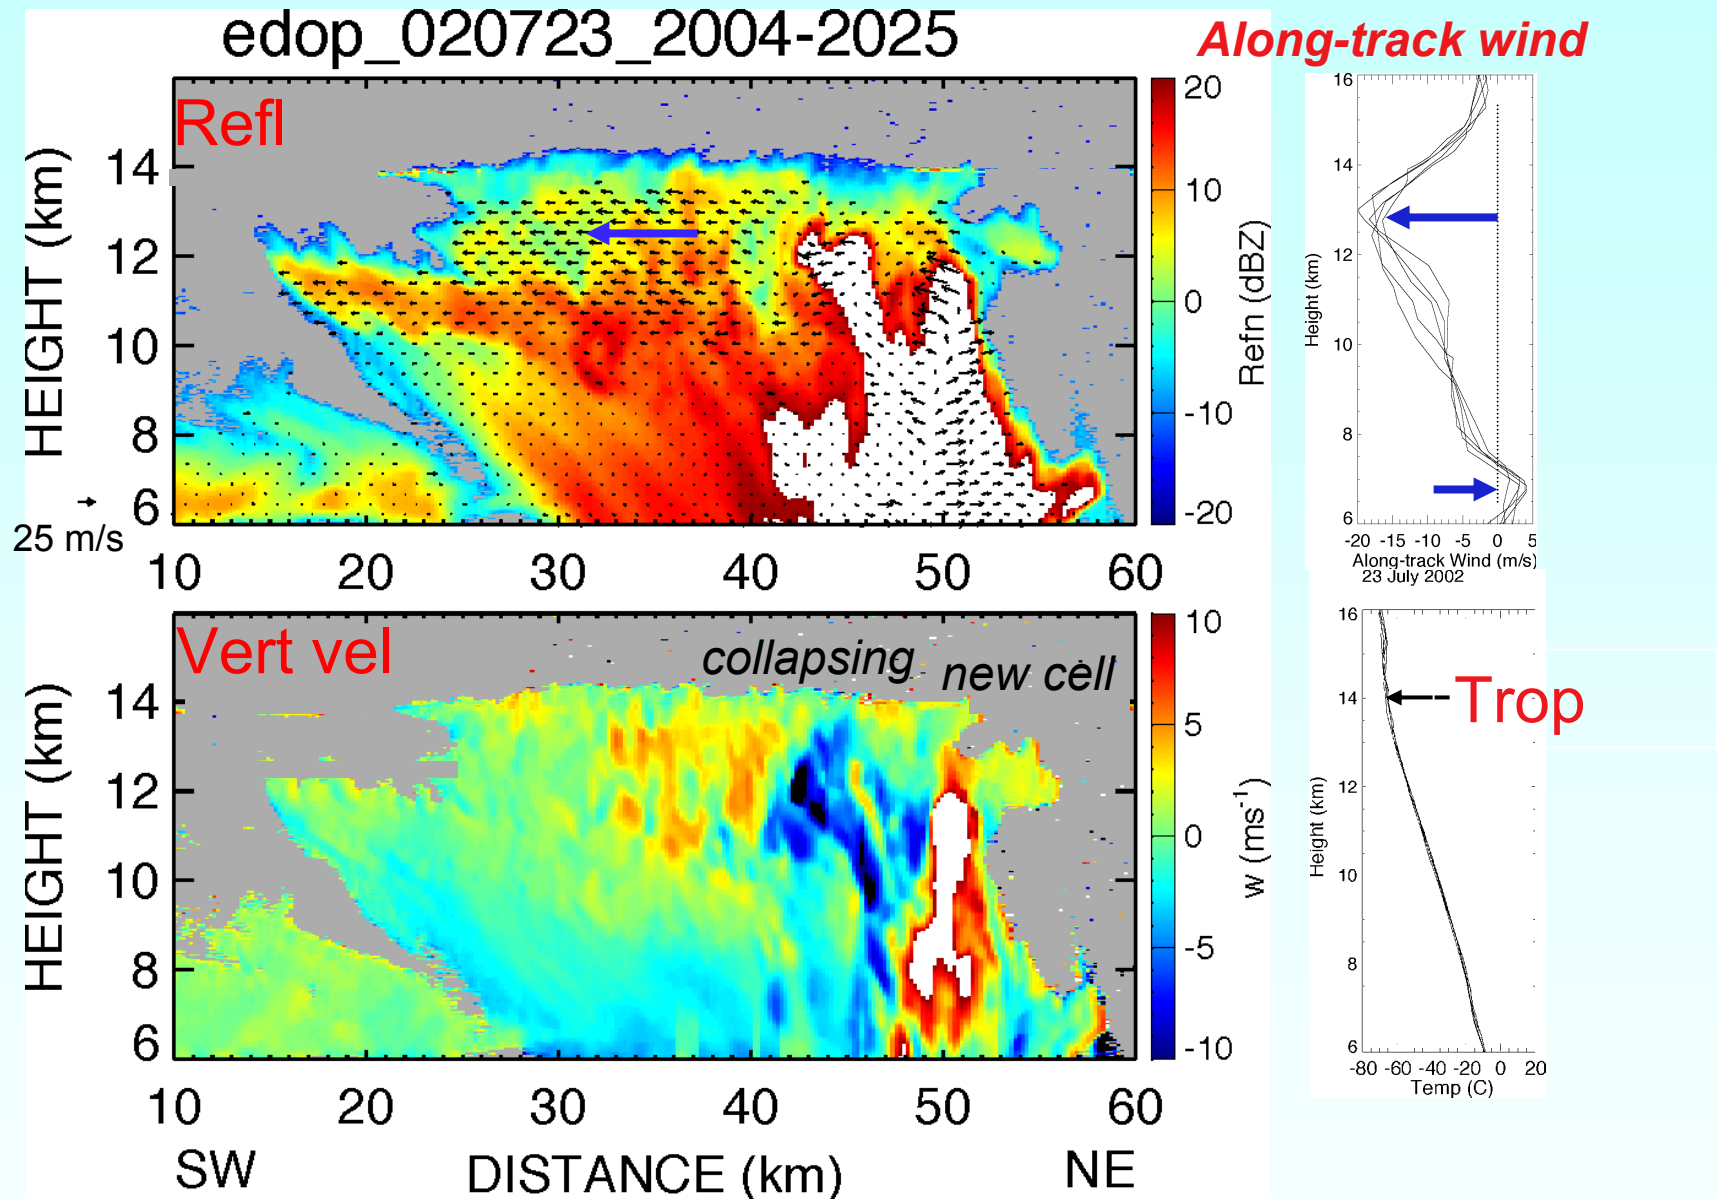 edop_020723_2004-2025
Along-track wind
Refl
HEIGHT (km)
14
12
10
8
6
25 m/s
10 20 30 40 50 60
20
10
0
-10
-20
Refn (dBZ)
16
14
12
10
8
6
Height (km)
-20 -15 -10 -5 0 5
Along-track Wind (m/s)
23 July 2002
Vert vel
collapsing
new cell
HEIGHT (km)
14
12
10
8
6
10 20 30 40 50 60
SW DISTANCE (km) NE
10
5
0
-5
-10
w (ms-1)
16
14
12
10
8
6
Height (km)
Trop
-80 -60 -40 -20 0 20
Temp (C)